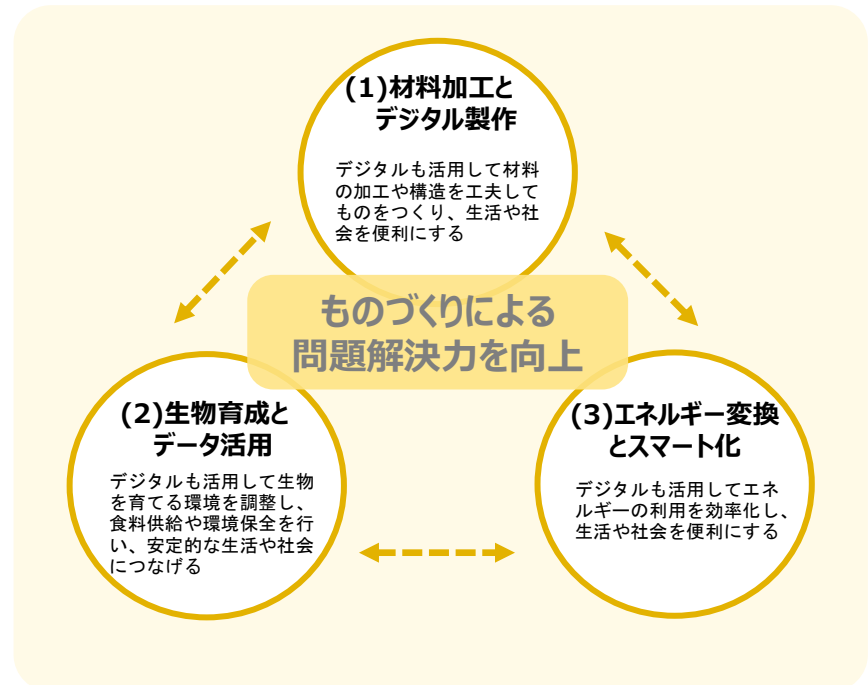 (1)材料加工と
デジタル製作
デジタルも活用して材料
の加工や構造を工夫して
ものをつくり、生活や社
会を便利にする
ものづくりによる
問題解決力を向上
(2)生物育成と
データ活用
デジタルも活用して生物
を育てる環境を調整し、
食料供給や環境保全を行
い、安定的な生活や社会
につなげる
(3)エネルギー変換
とスマート化
デジタルも活用してエネ
ルギーの利用を効率化し、
生活や社会を便利にする